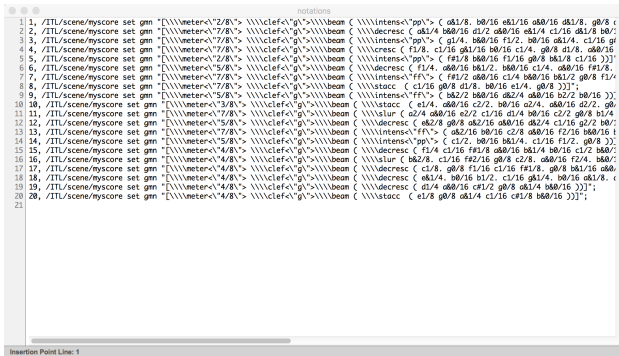 notations
1 1, /ITL/scene/myscore set gmn "[\\\\meter<\"2/8\"> \\\\clef<\"g\">\\\\beam ( \\\\intens<\"pp\"> ( a&1/8. b0/16 e&1/16 a&0/16 d&1/8. g0/8
2 2, /ITL/scene/myscore set gmn "[\\\\meter<\"7/8\"> \\\\clef<\"g\">\\\\beam ( \\\\decresc ( a&1/4 b&0/16 d1/2 a&0/16 e&1/4 c1/16 d&1/8
3 3, /ITL/scene/myscore set gmn "[\\\\meter<\"7/8\"> \\\\clef<\"g\">\\\\beam ( \\\\intens<\"pp\"> ( g1/4. b&0/16 f1/2. b0/16 a&1/4. c1/16
4 4, /ITL/scene/myscore set gmn "[\\\\meter<\"7/8\"> \\\\clef<\"g\">\\\\beam ( \\\\cresc ( f1/8. c1/16 g&1/16 b0/16 c1/4. g0/8 d1/8. a&0/16
5 5, /ITL/scene/myscore set gmn "[\\\\meter<\"2/8\"> \\\\clef<\"g\">\\\\beam ( \\\\intens<\"pp\"> ( f#1/8 b&0/16 f1/16 g0/8 b&1/8 c1/16 ))]"
6 6, /ITL/scene/myscore set gmn "[\\\\meter<\"5/8\"> \\\\clef<\"g\">\\\\beam ( \\\\decresc ( f1/4. a&0/16 b&1/2. b&0/16 c1/4. a&0/16 f#1/8.
7 7, /ITL/scene/myscore set gmn "[\\\\meter<\"7/8\"> \\\\clef<\"g\">\\\\beam ( \\\\intens<\"ff\"> ( f#1/2 a&0/16 c1/4 b&0/16 b&1/2 g0/8 f1/4
8 8, /ITL/scene/myscore set gmn "[\\\\meter<\"2/8\"> \\\\clef<\"g\">\\\\beam ( \\\\stacc ( c1/16 g0/8 d1/8. b0/16 e1/4. g0/8 ))]";
9 9, /ITL/scene/myscore set gmn "[\\\\meter<\"5/8\"> \\\\clef<\"g\">\\\\beam ( \\\\intens<\"ff\"> ( b&2/2 b&0/16 d&2/4 a&0/16 b2/2 b0/16 ))]
10 10, /ITL/scene/myscore set gmn "[\\\\meter<\"3/8\"> \\\\clef<\"g\">\\\\beam ( \\\\stacc ( e1/4. a&0/16 c2/2. b0/16 a2/4. a&0/16 d2/2.
11 11, /ITL/scene/myscore set gmn "[\\\\meter<\"7/8\"> \\\\clef<\"g\">\\\\beam ( \\\\slur ( a2/4 a&0/16 e2/2 c1/16 d1/4 b0/16 c2/2 g0/8 b1/4
12 12, /ITL/scene/myscore set gmn "[\\\\meter<\"5/8\"> \\\\clef<\"g\">\\\\beam ( \\\\decresc ( e&2/8 g0/8 a&2/16 a&0/16 d&2/4 c1/16 g2/2
13 13, /ITL/scene/myscore set gmn "[\\\\meter<\"7/8\"> \\\\clef<\"g\">\\\\beam ( \\\\intens<\"ff\"> ( a&2/16 b0/16 c2/8 a&0/16 f2/16 b&0/16
14 14, /ITL/scene/myscore set gmn "[\\\\meter<\"7/8\"> \\\\clef<\"g\">\\\\beam ( \\\\intens<\"pp\"> ( c1/2. b0/16 b&1/4. c1/16 f1/2. g0/8 ))]
15 15, /ITL/scene/myscore set gmn "[\\\\meter<\"7/8\"> \\\\clef<\"g\">\\\\beam ( \\\\decresc ( f1/4 c1/16 f#1/8 a&0/16 b&1/4 b0/16 c1/2
16 16, /ITL/scene/myscore set gmn "[\\\\meter<\"4/8\"> \\\\clef<\"g\">\\\\beam ( \\\\slur ( b&2/8. c1/16 f#2/16 g0/8 c2/8. a&0/16 f2/4.
17 17, /ITL/scene/myscore set gmn "[\\\\meter<\"7/8\"> \\\\clef<\"g\">\\\\beam ( \\\\decresc ( c1/8. g0/8 f1/16 c1/16 f#1/8. g0/8 b&1/16
18 18, /ITL/scene/myscore set gmn "[\\\\meter<\"4/8\"> \\\\clef<\"g\">\\\\beam ( \\\\decresc ( e&1/4. b0/16 b1/2. c1/16 g&1/4. b0/16 a&1/8.
19 19, /ITL/scene/myscore set gmn "[\\\\meter<\"4/8\"> \\\\clef<\"g\">\\\\beam ( \\\\decresc ( d1/4 a&0/16 c#1/2 g0/8 a&1/4 b&0/16 ))]";
20 20, /ITL/scene/myscore set gmn "[\\\\meter<\"4/8\"> \\\\clef<\"g\">\\\\beam ( \\\\stacc ( e1/8 g0/8 a&1/4 c1/16 c#1/8 b&0/16 ))]";
21
Insertion Point Line: 1